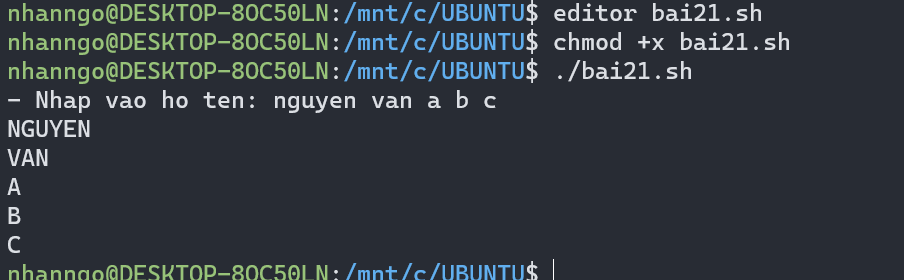 nhanngo@DESKTOP-8OC50LN:/mnt/c/UBUNTU$ editor bai21.sh
nhanngo@DESKTOP-8OC50LN:/mnt/c/UBUNTU$ chmod +x bai21.sh
nhanngo@DESKTOP-8OC50LN:/mnt/c/UBUNTU$ ./bai21.sh
- Nhap vao ho ten: nguyen van a b c
NGUYEN
VAN
A
B
C
nhanngo@DESKTOP-8OC50LN:/mnt/c/UBUNTU$